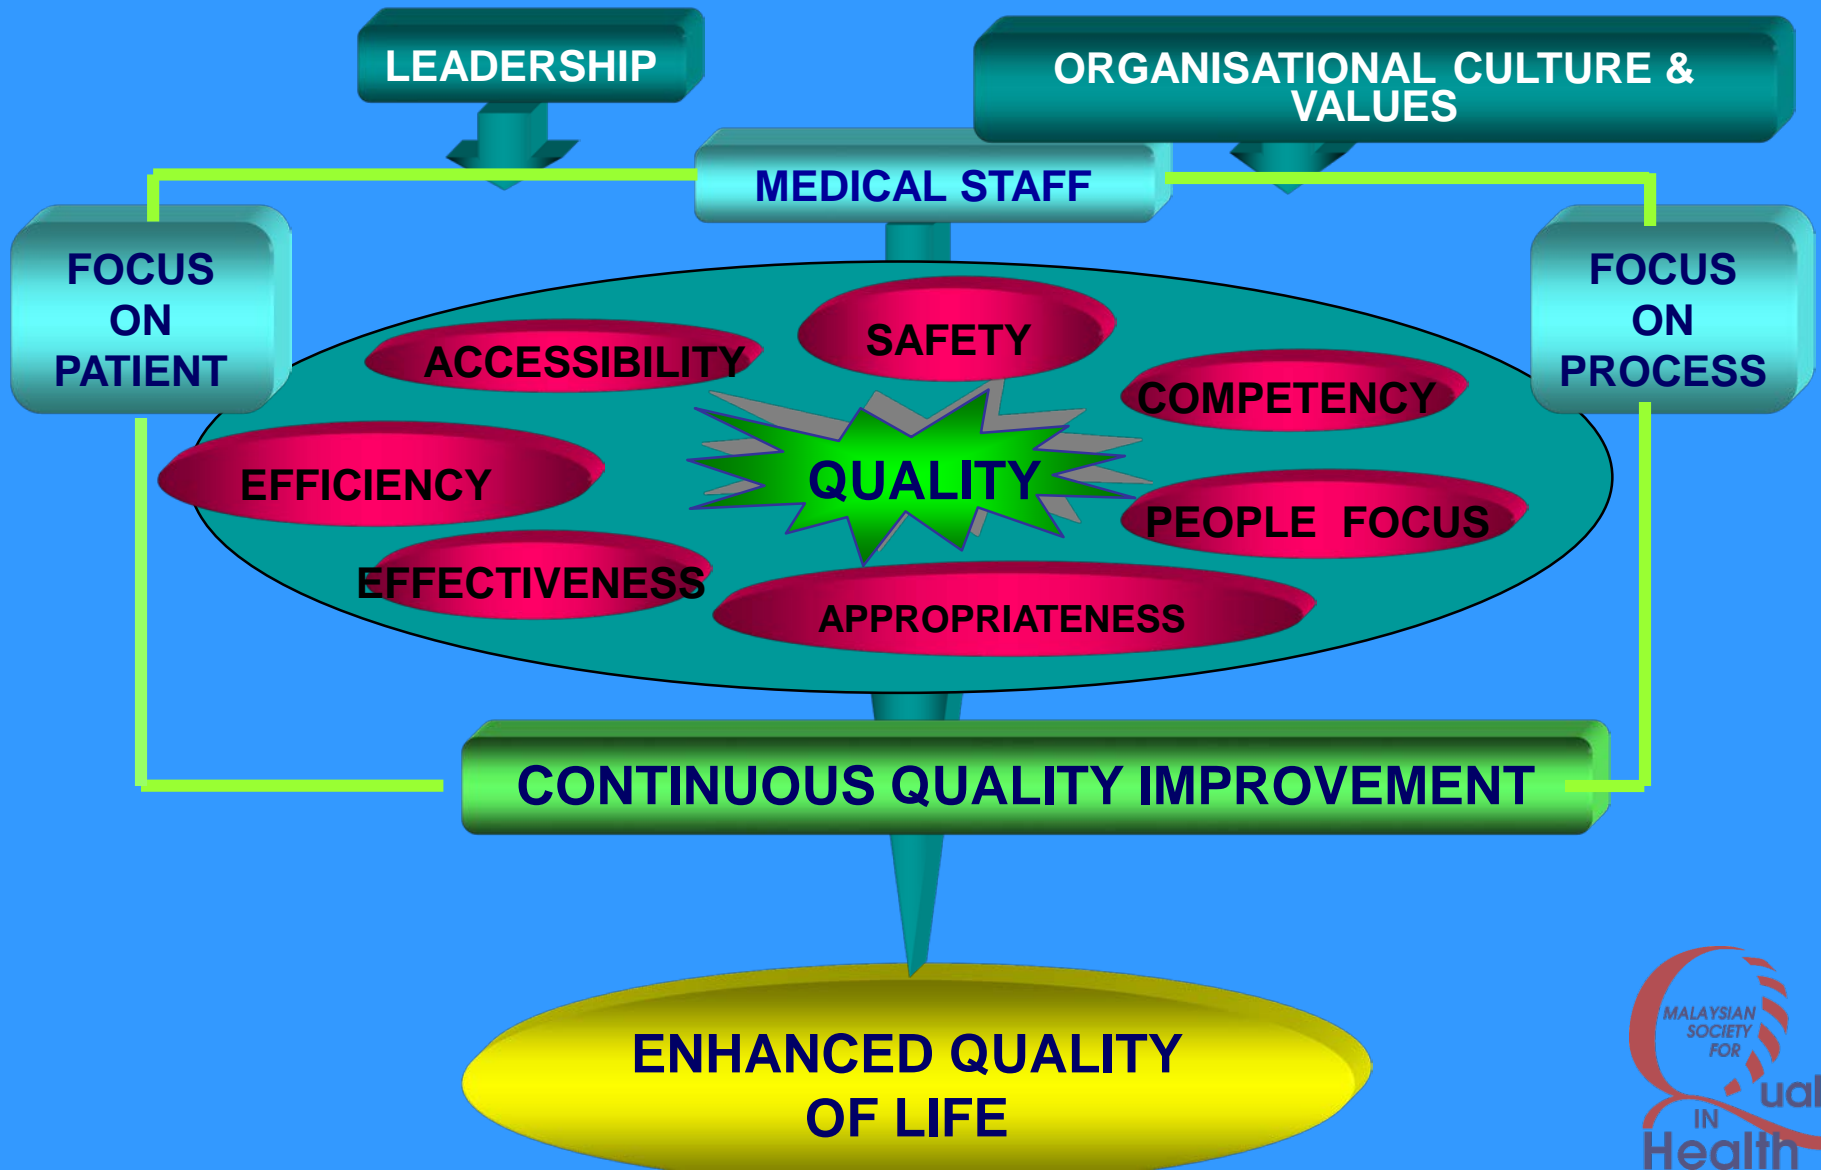 LEADERSHIP
ORGANISATIONAL CULTURE &
VALUES
MEDICAL STAFF
FOCUS
ON
PATIENT
FOCUS
ON
PROCESS
SAFETY
ACCESSIBILITY
COMPETENCY
QUALITY
EFFICIENCY
PEOPLE FOCUS
EFFECTIVENESS
APPROPRIATENESS
CONTINUOUS QUALITY IMPROVEMENT
ENHANCED QUALITY
OF LIFE
MALAYSIAN
SOCIETY
FOR
Qual
IN
Health